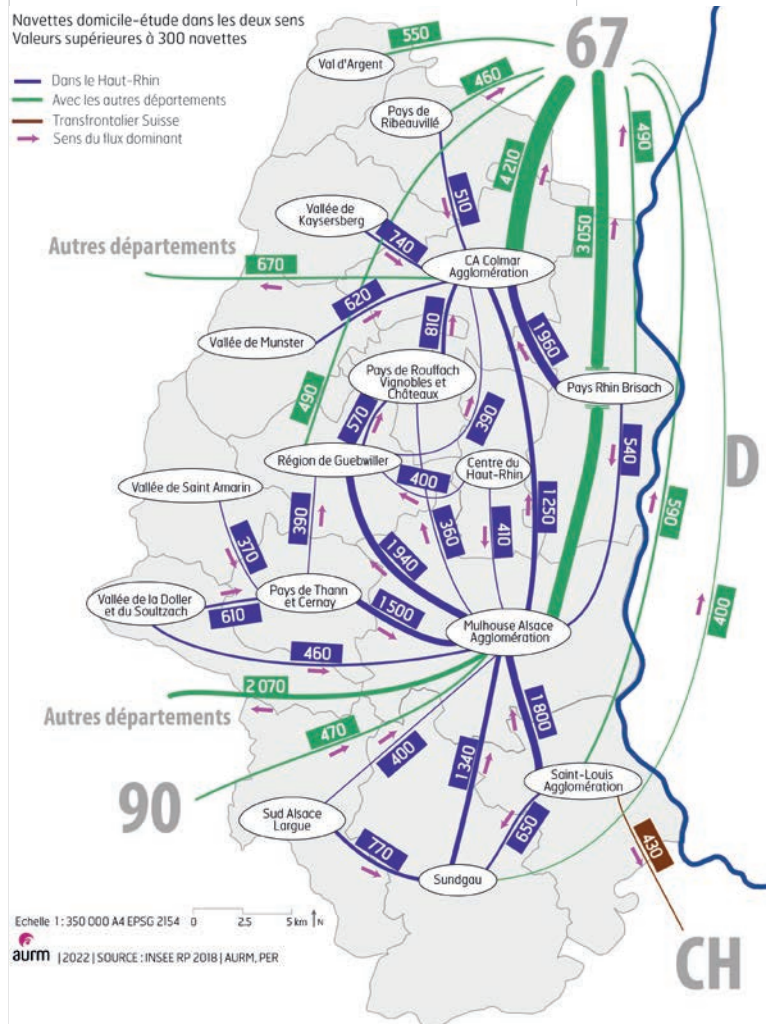 Navettes domicile-étude dans les deux sens
Valeurs supérieures à 300 navettes
Dans le Haut-Rhin
Avec les autres départements
Transfrontalier Suisse
Sens du flux dominant
67
550
Val d'Argent
460
Pays de
Ribeauvillé
490
4 210
510
3 050
Vallée de
Kaysersberg
740
Autres départements
670
CA Colmar
Agglomération
620
810
1 960
Vallée de Munster
Pays de Rouffach
Vignobles et
Châteaux
Pays Rhin Brisach
490
570
390
540
D
Région de Guebwiller
Centre du
Haut-Rhin
400
Vallée de Saint Amarin
390
360
410
1 250
590
370
1 940
400
Vallée de la Doller
et du Soultzach
610
Pays de Thann
et Cernay
1 500
Mulhouse Alsace
Agglomération
460
2 070
Autres départements
470
400
1 800
1 340
90
Saint-Louis
Agglomération
Sud Alsace
Largue
650
430
770
Sundgau
CH
Echelle 1 : 350 000 A4 EPSG 2154 0 2.5 5 km N
aurm | 2022 | SOURCE : INSEE RP 2018 | AURM, PER